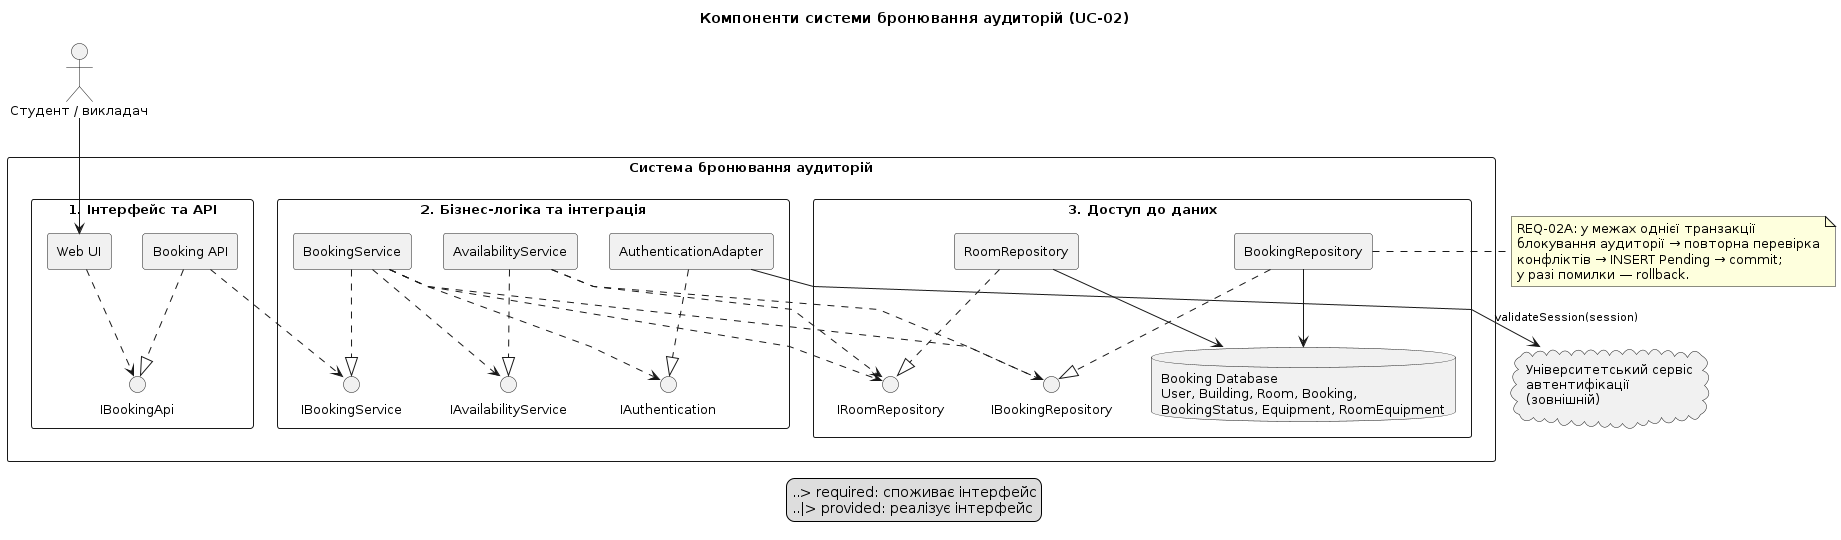 Компоненти системи бронювання аудиторій (UC-02)
Студент / викладач
Система бронювання аудиторій
1. Інтерфейс та API
Web UI
Booking API
IBookingApi
2. Бізнес-логіка та інтеграція
BookingService
AvailabilityService
AuthenticationAdapter
IBookingService
IAvailabilityService
IAuthentication
3. Доступ до даних
RoomRepository
BookingRepository
IRoomRepository
IBookingRepository
Booking Database
User, Building, Room, Booking,
BookingStatus, Equipment, RoomEquipment
REQ-02A: у межах однієї транзакції
блокування аудиторії → повторна перевірка
конфліктів → INSERT Pending → commit;
у разі помилки — rollback.
validateSession(session)
Університетський сервіс
автентифікації
(зовнішній)
..> required: споживає інтерфейс
..|> provided: реалізує інтерфейс